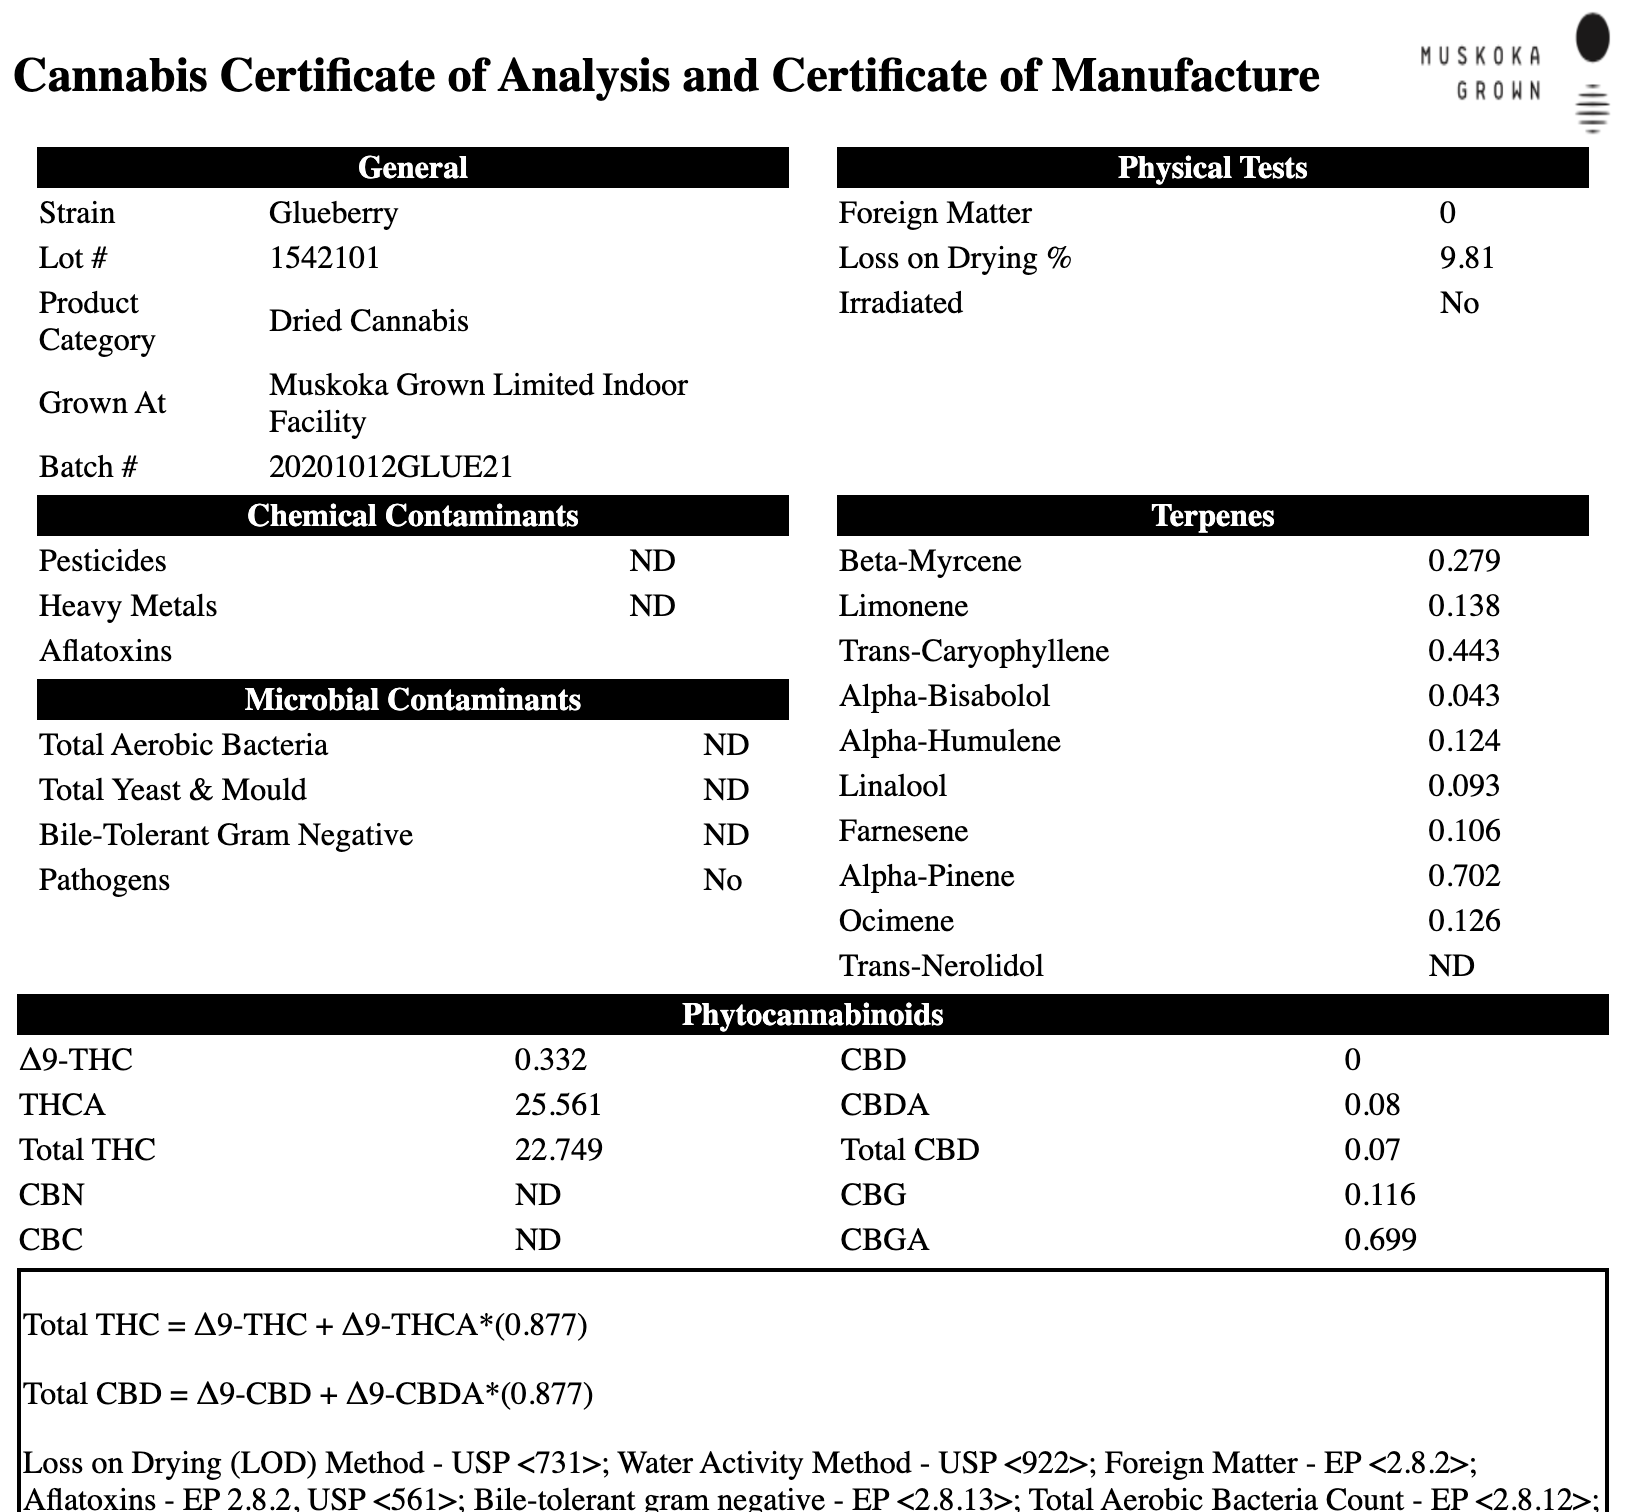 Cannabis Certificate of Analysis and Certificate of Manufacture
MUSKOKA
GROWN
General
Strain Glueberry
Lot # 1542101
Product
Category Dried Cannabis
Grown At Muskoka Grown Limited Indoor
Facility
Batch # 20201012GLUE21
Physical Tests
Foreign Matter 0
Loss on Drying % 9.81
Irradiated No
Chemical Contaminants
Pesticides ND
Heavy Metals ND
Aflatoxins
Microbial Contaminants
Total Aerobic Bacteria ND
Total Yeast & Mould ND
Bile-Tolerant Gram Negative ND
Pathogens No
Terpenes
Beta-Myrcene 0.279
Limonene 0.138
Trans-Caryophyllene 0.443
Alpha-Bisabolol 0.043
Alpha-Humulene 0.124
Linalool 0.093
Farnesene 0.106
Alpha-Pinene 0.702
Ocimene 0.126
Trans-Nerolidol ND
Phytocannabinoids
Δ9-THC 0.332 CBD 0
THCA 25.561 CBDA 0.08
Total THC 22.749 Total CBD 0.07
CBN ND CBG 0.116
CBC ND CBGA 0.699
Total THC = Δ9-THC + Δ9-THCA*(0.877)
Total CBD = Δ9-CBD + Δ9-CBDA*(0.877)
Loss on Drying (LOD) Method - USP <731>; Water Activity Method - USP <922>; Foreign Matter - EP <2.8.2>;
Aflatoxins - EP 2.8.2, USP <561>; Bile-tolerant gram negative - EP <2.8.13>; Total Aerobic Bacteria Count - EP <2.8.12>;